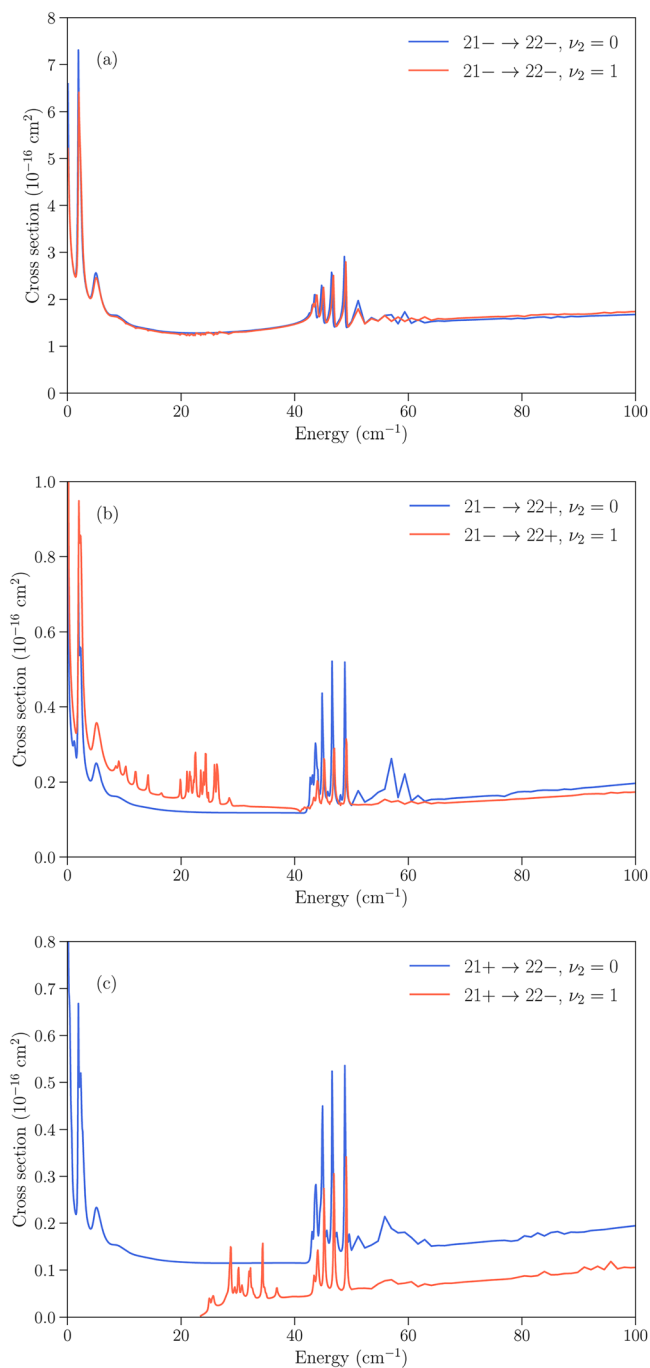 8
7
6
5
4
3
2
1
0
Cross section (10⁻¹⁶ cm²)
(a)
21− → 22−, ν₂ = 0
21− → 22−, ν₂ = 1
0 20 40 60 80 100
Energy (cm⁻¹)
1.0
0.8
0.6
0.4
0.2
0.0
Cross section (10⁻¹⁶ cm²)
(b)
21− → 22+, ν₂ = 0
21− → 22+, ν₂ = 1
0 20 40 60 80 100
Energy (cm⁻¹)
0.8
0.7
0.6
0.5
0.4
0.3
0.2
0.1
0.0
Cross section (10⁻¹⁶ cm²)
(c)
21+ → 22−, ν₂ = 0
21+ → 22−, ν₂ = 1
0 20 40 60 80 100
Energy (cm⁻¹)